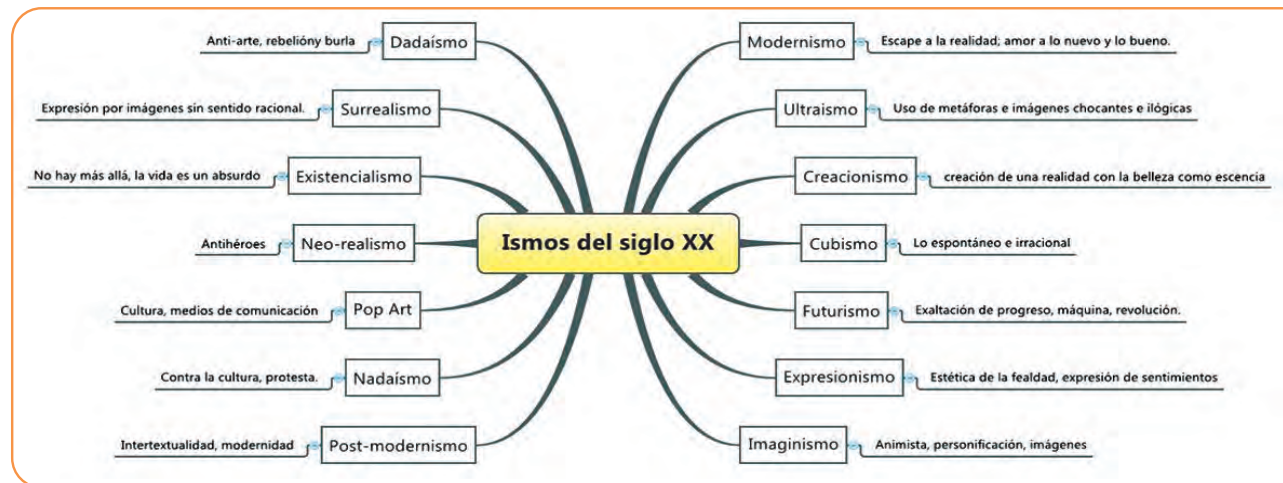 Ismos del siglo XX
Dadaísmo
Anti-arte, rebelióny burla
Surrealismo
Expresión por imágenes sin sentido racional.
Existencialismo
No hay más allá, la vida es un absurdo
Neo-realismo
Antihéroes
Pop Art
Cultura, medios de comunicación
Nadaísmo
Contra la cultura, protesta.
Post-modernismo
Intertextualidad, modernidad
Modernismo
Escape a la realidad; amor a lo nuevo y lo bueno.
Ultraismo
Uso de metáforas e imágenes chocantes e ilógicas
Creacionismo
creación de una realidad con la belleza como escencia
Cubismo
Lo espontáneo e irracional
Futurismo
Exaltación de progreso, máquina, revolución.
Expresionismo
Estética de la fealdad, expresión de sentimientos
Imaginismo
Animista, personificación, imágenes